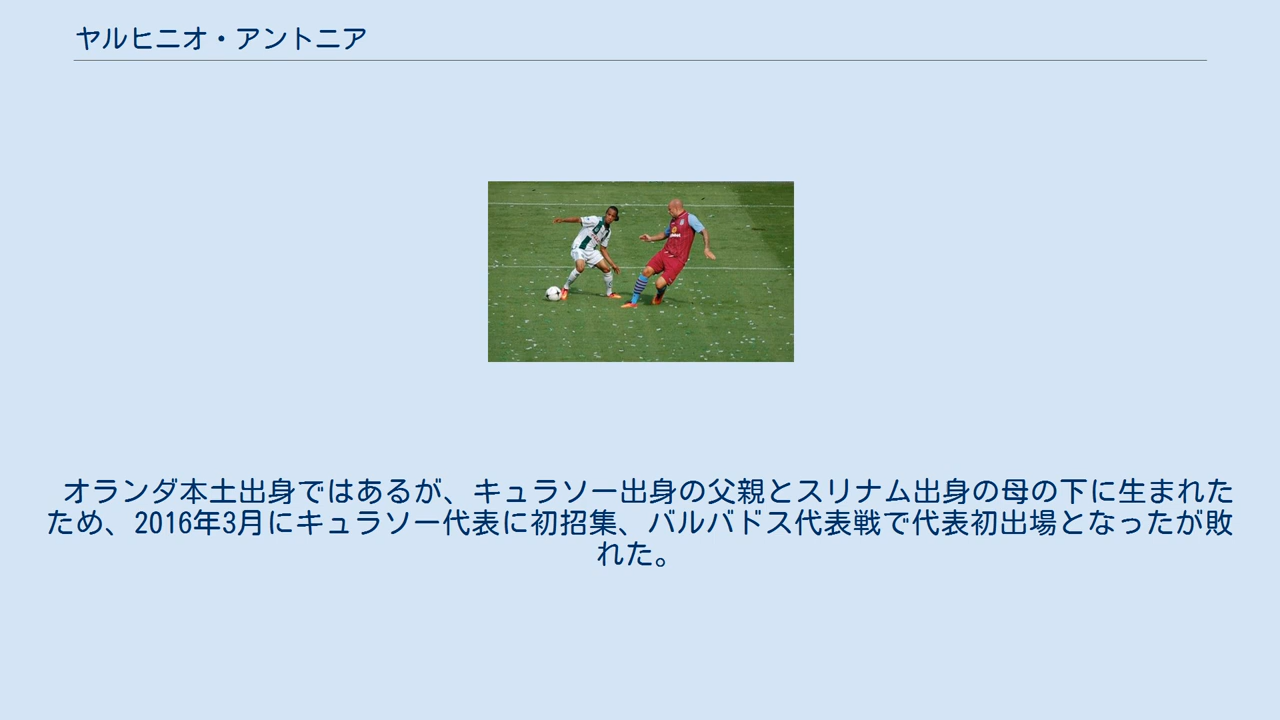 ヤルヒニオ・アントニア
オランダ本土出身ではあるが、キュラソー出身の父親とスリナム出身の母の下に生まれた
ため、2016年3月にキュラソー代表に初招集、バルバドス代表戦で代表初出場となったが敗
れた。